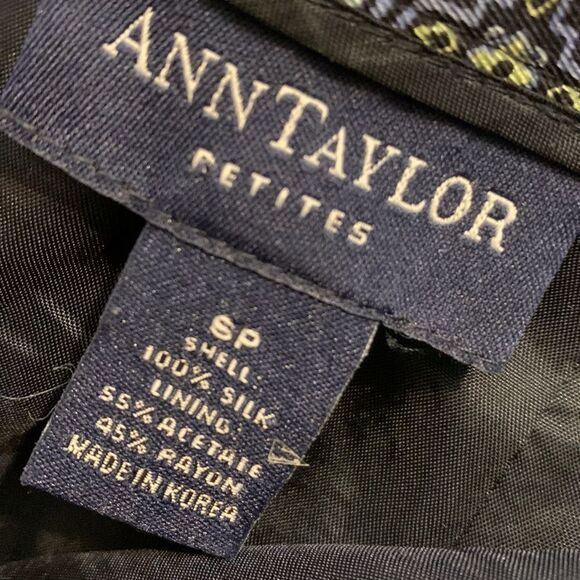 ANNTAYLOR
PETITES
SP
SHELL:
100% SILK
LINING:
55% ACETATE
45% RAYON
MADE IN KOREA